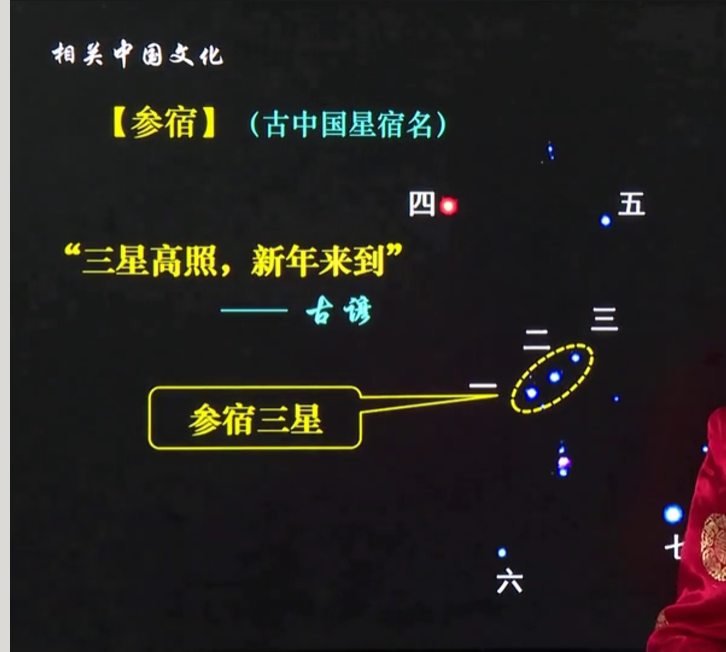 相关中国文化
【参宿】（古中国星宿名）
四
五
“三星高照，新年来到”
—— 古谚
三
二
一
参宿三星
七
六